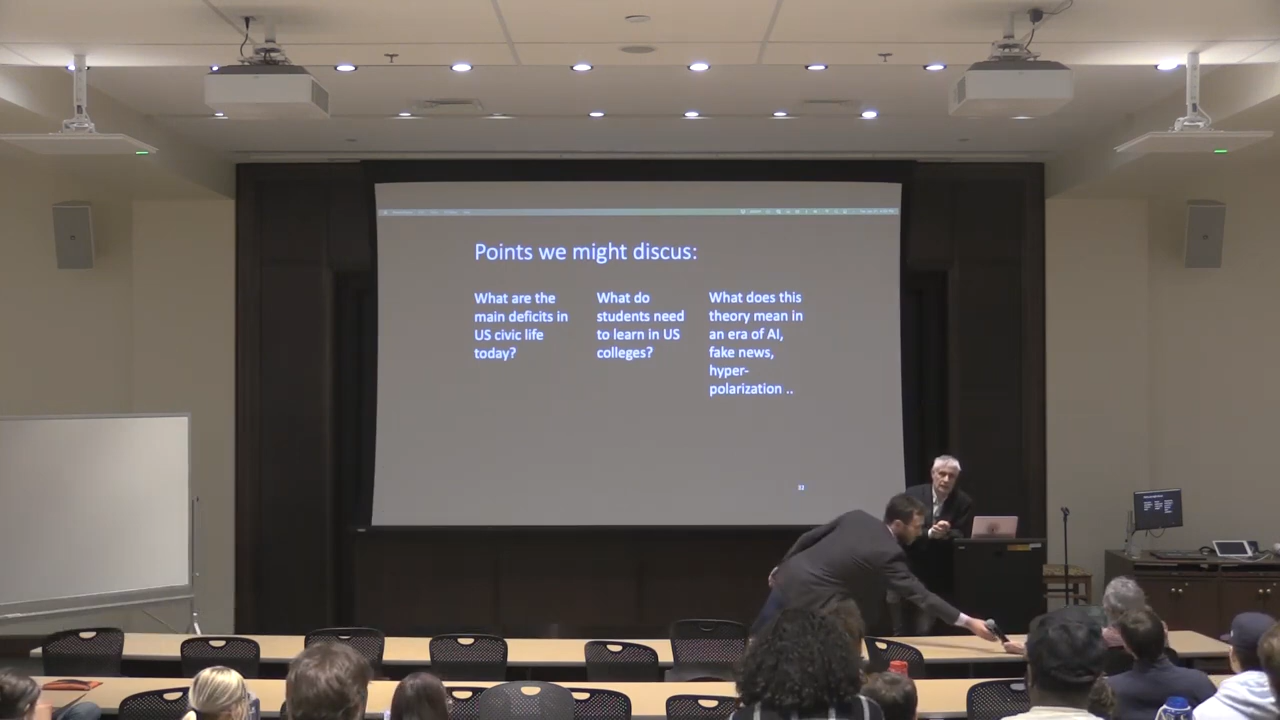 Points we might discus:
What are the
main deficits in
US civic life
today?
What do
students need
to learn in US
colleges?
What does this
theory mean in
an era of AI,
fake news,
hyper-
polarization ..
32